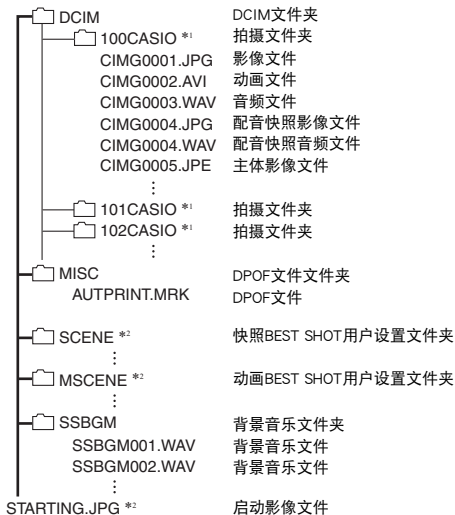 DCIM DCIM文件夹
100CASIO *1 拍摄文件夹
CIMG0001.JPG 影像文件
CIMG0002.AVI 动画文件
CIMG0003.WAV 音频文件
CIMG0004.JPG 配音快照影像文件
CIMG0004.WAV 配音快照音频文件
CIMG0005.JPE 主体影像文件
⋮
101CASIO *1 拍摄文件夹
102CASIO *1 拍摄文件夹
⋮
MISC DPOF文件文件夹
AUTPRINT.MRK DPOF文件
SCENE *2 快照BEST SHOT用户设置文件夹
⋮
MSCENE *2 动画BEST SHOT用户设置文件夹
⋮
SSBGM 背景音乐文件夹
SSBGM001.WAV 背景音乐文件
SSBGM002.WAV 背景音乐文件
⋮
STARTING.JPG *2 启动影像文件